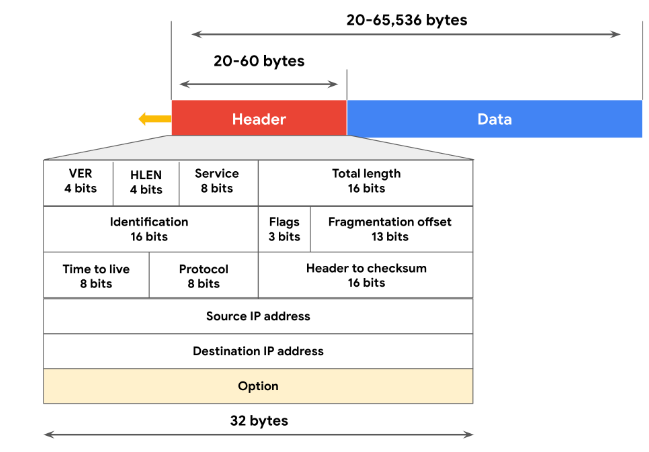 20-65,536 bytes
20-60 bytes
Header
Data
VER
4 bits
HLEN
4 bits
Service
8 bits
Total length
16 bits
Identification
16 bits
Flags
3 bits
Fragmentation offset
13 bits
Time to live
8 bits
Protocol
8 bits
Header to checksum
16 bits
Source IP address
Destination IP address
Option
32 bytes